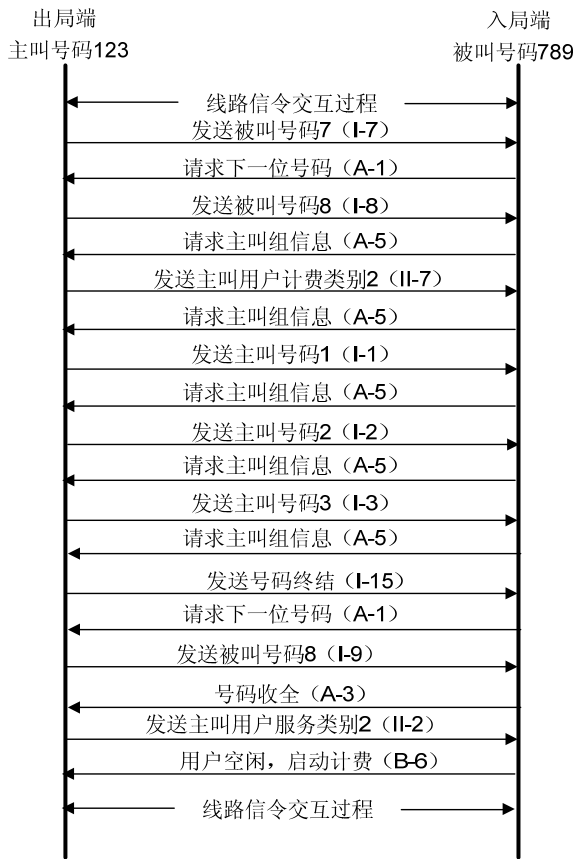 出局端
主叫号码123
入局端
被叫号码789
线路信令交互过程
发送被叫号码7（I-7）
请求下一位号码（A-1）
发送被叫号码8（I-8）
请求主叫组信息（A-5）
发送主叫用户计费类别2（II-7）
请求主叫组信息（A-5）
发送主叫号码1（I-1）
请求主叫组信息（A-5）
发送主叫号码2（I-2）
请求主叫组信息（A-5）
发送主叫号码3（I-3）
请求主叫组信息（A-5）
发送号码终结（I-15）
请求下一位号码（A-1）
发送被叫号码8（I-9）
号码收全（A-3）
发送主叫用户服务类别2（II-2）
用户空闲，启动计费（B-6）
线路信令交互过程